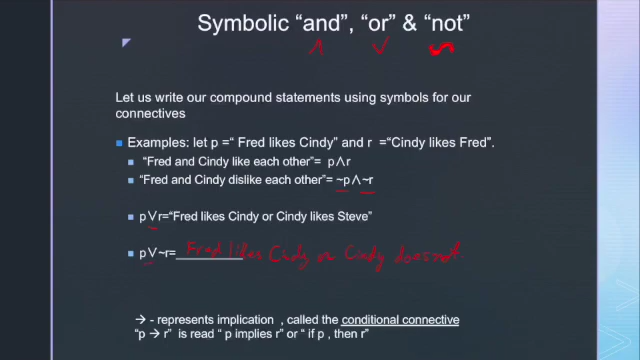 Symbolic “and”, “or” & “not”
∧ ∨ ~
Let us write our compound statements using symbols for our
connectives
Examples: let p =“ Fred likes Cindy” and r =“Cindy likes Fred”.
“Fred and Cindy like each other”= p∧r
“Fred and Cindy dislike each other”= ~p∧~r
p∨r=“Fred likes Cindy or Cindy likes Steve”
p∨~r= Fred likes Cindy or Cindy does not.
→ - represents implication , called the conditional connective
“p → r” is read “p implies r” or “ if p , then r”